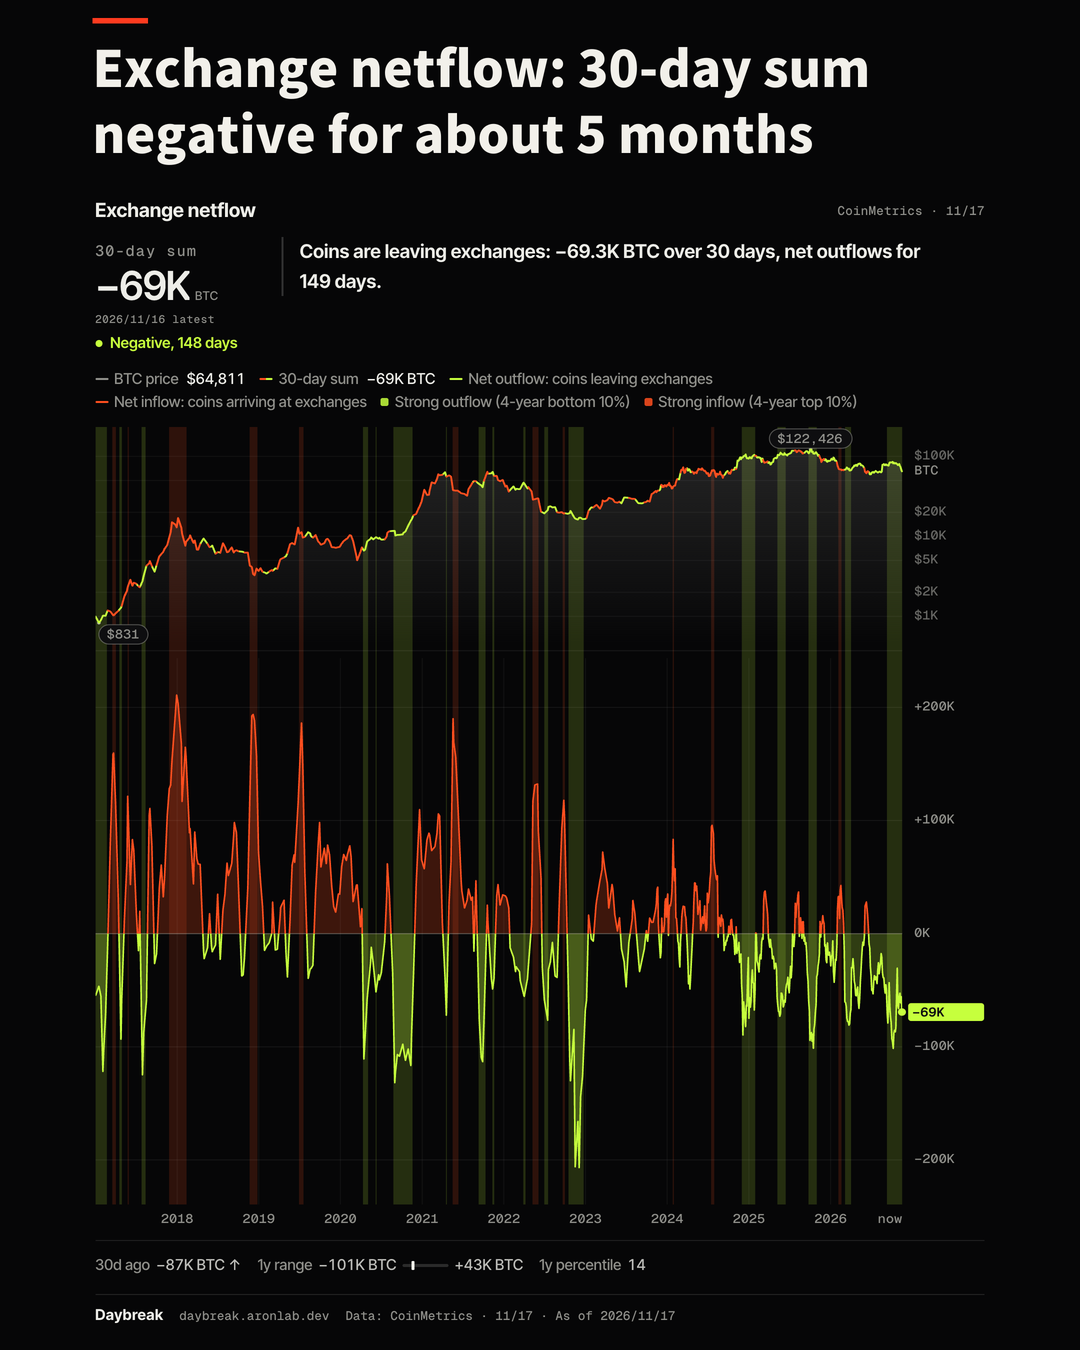 Exchange netflow: 30-day sum
negative for about 5 months
Exchange netflow
CoinMetrics · 11/17
30-day sum
−69K BTC
2026/11/16 latest
Negative, 148 days
Coins are leaving exchanges: −69.3K BTC over 30 days, net outflows for
149 days.
BTC price $64,811 30-day sum −69K BTC Net outflow: coins leaving exchanges
Net inflow: coins arriving at exchanges Strong outflow (4-year bottom 10%) Strong inflow (4-year top 10%)
$122,426
$100K
BTC
$20K
$10K
$5K
$2K
$1K
$831
+200K
+100K
0K
−69K
−100K
−200K
2018 2019 2020 2021 2022 2023 2024 2025 2026 now
30d ago −87K BTC ↑ 1y range −101K BTC +43K BTC 1y percentile 14
Daybreak daybreak.aronlab.dev Data: CoinMetrics · 11/17 · As of 2026/11/17